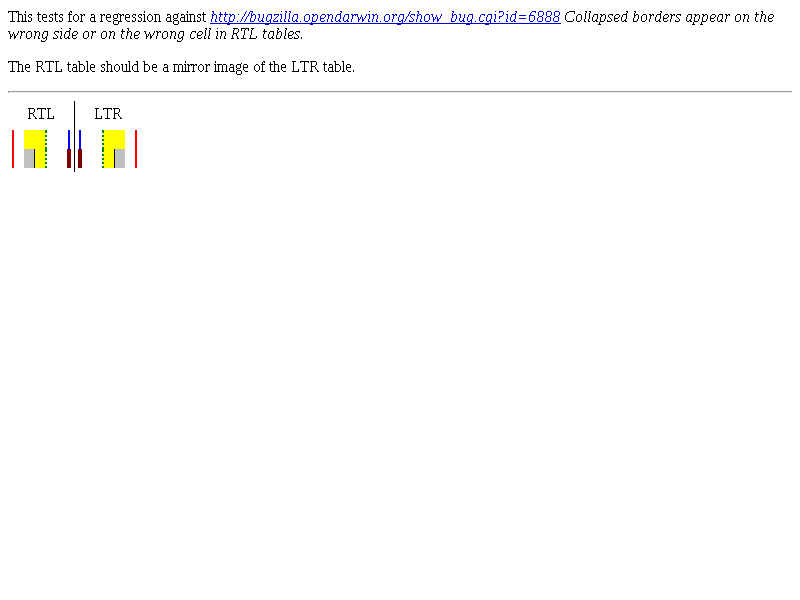 This tests for a regression against http://bugzilla.opendarwin.org/show_bug.cgi?id=6888 Collapsed borders appear on the
wrong side or on the wrong cell in RTL tables.
The RTL table should be a mirror image of the LTR table.
RTL LTR